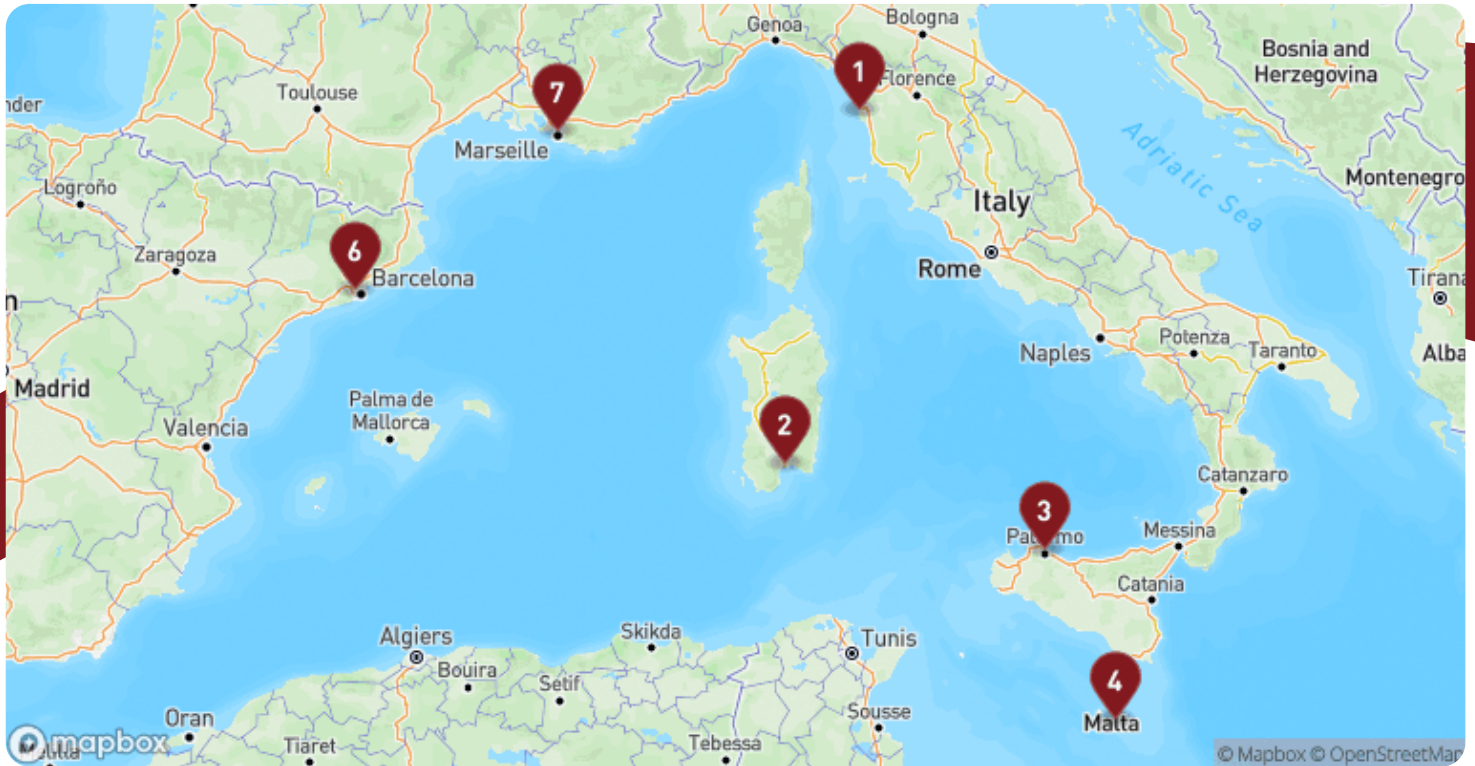 Genoa
Bologna
1
Florence
Bosnia and
Herzegovina
nder
Toulouse
7
Marseille
Adriatic Sea
Montenegro
Logroño
Italy
Zaragoza
6
Barcelona
Rome
Tirana
n
Naples
Potenza
Taranto
Alba
Madrid
Palma de
Mallorca
Valencia
2
Catanzaro
3
Messina
Catania
Algiers
Skikda
Tunis
Bouira
Setif
4
Malta
Oran
Sousse
mapbox
Tiaret
Tebessa
© Mapbox © OpenStreetMap